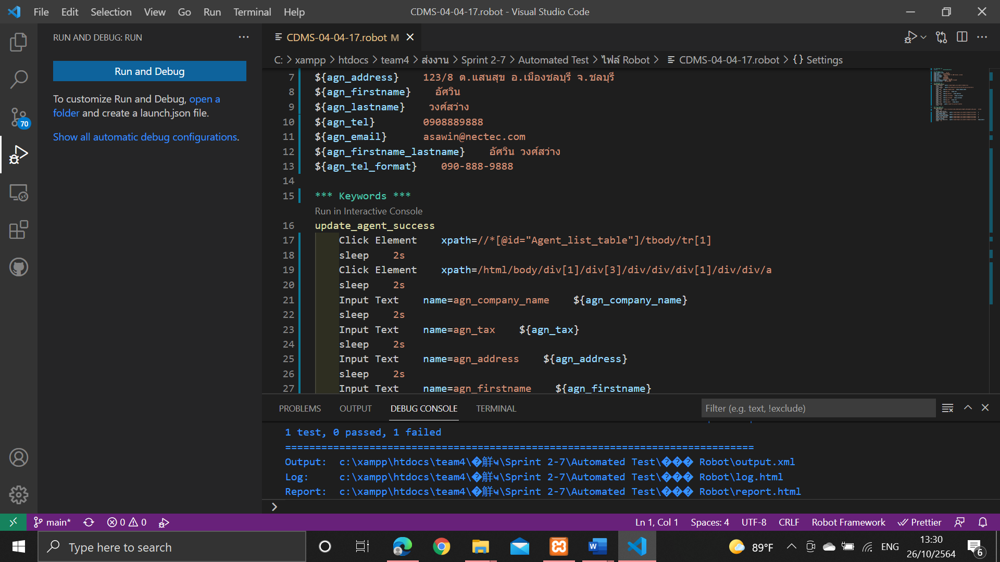 File Edit Selection View Go Run Terminal Help CDMS-04-04-17.robot - Visual Studio Code
RUN AND DEBUG: RUN
Run and Debug
To customize Run and Debug, open a
folder and create a launch.json file.
Show all automatic debug configurations.
70
CDMS-04-04-17.robot M
C: > xampp > htdocs > team4 > ส่งงาน > Sprint 2-7 > Automated Test > ไฟล์ Robot > CDMS-04-04-17.robot > {} Settings
7 ${agn_address} 123/8 ต.แสนสุข อ.เมืองชลบุรี จ.ชลบุรี
8 ${agn_firstname} อัศวิน
9 ${agn_lastname} วงศ์สว่าง
10 ${agn_tel} 0908889888
11 ${agn_email} asawin@nectec.com
12 ${agn_firstname_lastname} อัศวิน วงศ์สว่าง
13 ${agn_tel_format} 090-888-9888
14
15 *** Keywords ***
Run in Interactive Console
16 update_agent_success
17 Click Element xpath=//*[@id="Agent_list_table"]/tbody/tr[1]
18 sleep 2s
19 Click Element xpath=/html/body/div[1]/div[3]/div/div/div[1]/div/div/a
20 sleep 2s
21 Input Text name=agn_company_name ${agn_company_name}
22 sleep 2s
23 Input Text name=agn_tax ${agn_tax}
24 sleep 2s
25 Input Text name=agn_address ${agn_address}
26 sleep 2s
27 Input Text name=agn_firstname ${agn_firstname}
PROBLEMS OUTPUT DEBUG CONSOLE TERMINAL Filter (e.g. text, !exclude)
1 test, 0 passed, 1 failed
==============================================================================
Output: c:\xampp\htdocs\team4\�觧ҹ\Sprint 2-7\Automated Test\��� Robot\output.xml
Log: c:\xampp\htdocs\team4\�觧ҹ\Sprint 2-7\Automated Test\��� Robot\log.html
Report: c:\xampp\htdocs\team4\�觧ҹ\Sprint 2-7\Automated Test\��� Robot\report.html
main* 0 0 Ln 1, Col 1 Spaces: 4 UTF-8 CRLF Robot Framework Prettier
Type here to search 89°F ENG 13:30
26/10/2564 6